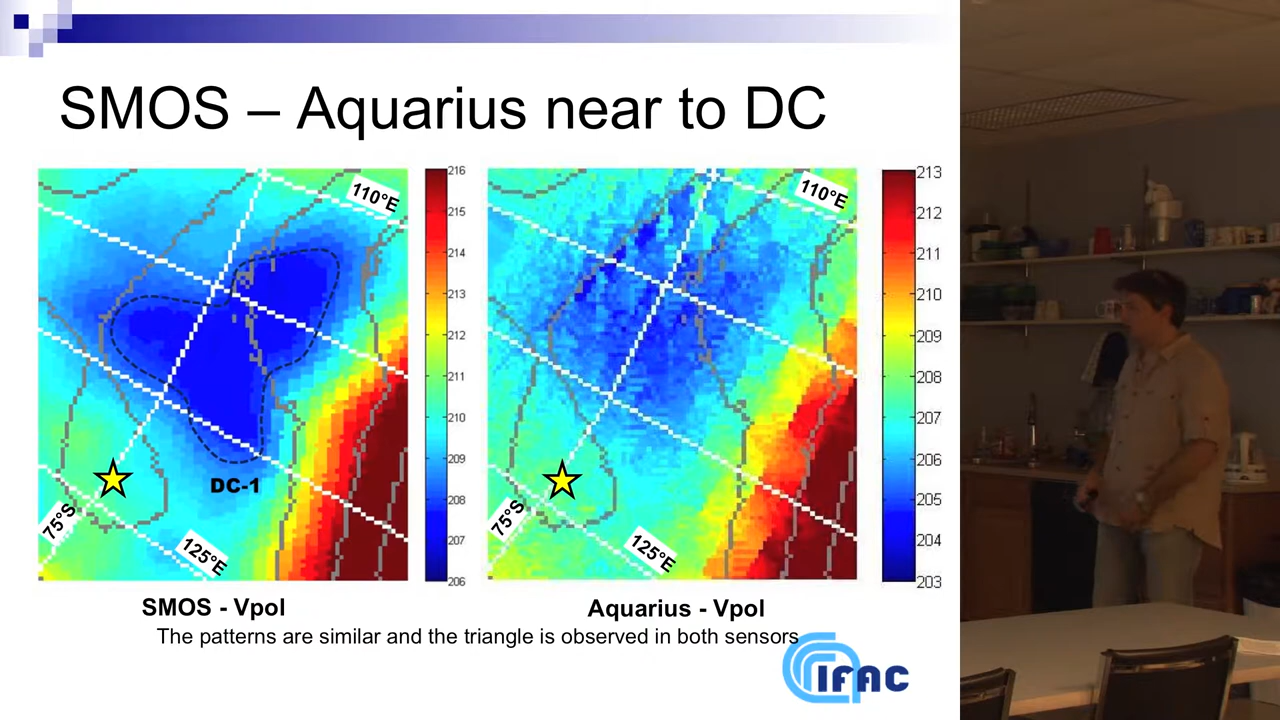 SMOS – Aquarius near to DC
110°E
216
215
214
213
212
211
210
209
208
207
206
DC-1
75°S
125°E
110°E
213
212
211
210
209
208
207
206
205
204
203
75°S
125°E
SMOS - Vpol
Aquarius - Vpol
The patterns are similar and the triangle is observed in both sensors
IFAC